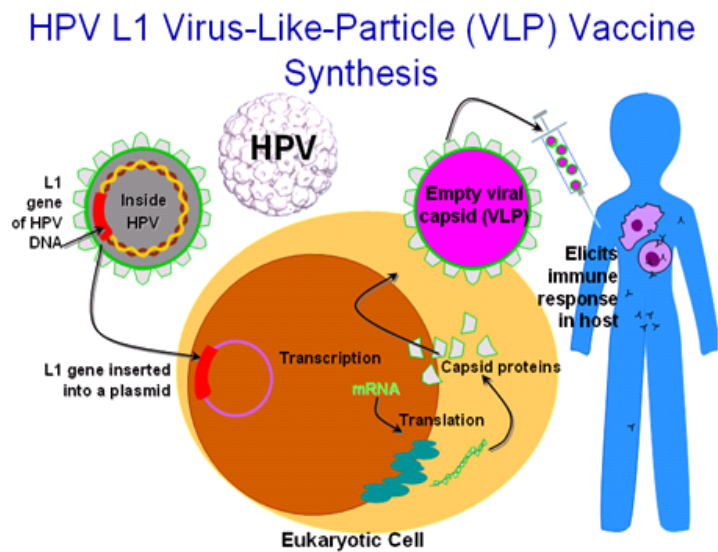 HPV L1 Virus-Like-Particle (VLP) Vaccine
Synthesis
L1
gene
of HPV
DNA
Inside
HPV
HPV
Empty viral
capsid (VLP)
Elicits
immune
response
in host
L1 gene inserted
into a plasmid
Transcription
mRNA
Translation
Capsid proteins
Eukaryotic Cell